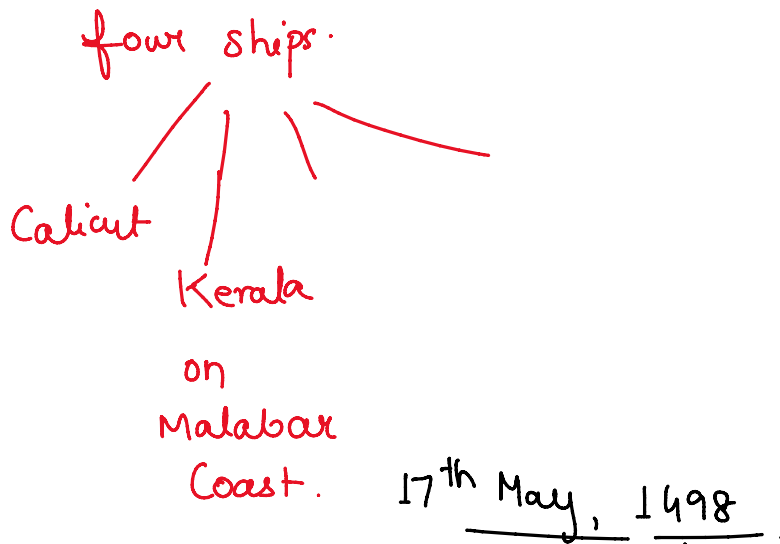 four ships.
Calicut
Kerala
on
Malabar
Coast.
17th May, 1498